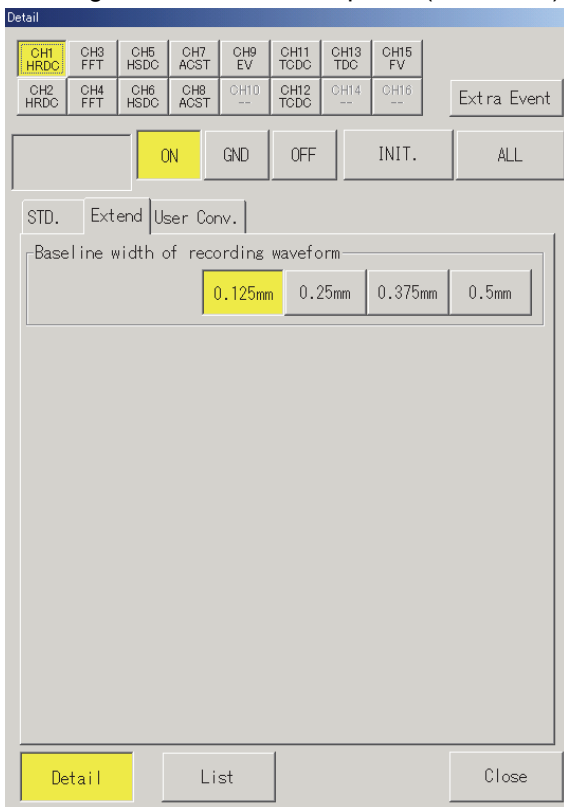 Detail
CH1 CH3 CH5 CH7 CH9 CH11 CH13 CH15
HRDC FFT HSDC ACST EV TCDC TDC FV
CH2 CH4 CH6 CH8 CH10 CH12 CH14 CH16
HRDC FFT HSDC ACST -- TCDC -- --
Extra Event
ON GND OFF INIT. ALL
STD. Extend User Conv.
Baseline width of recording waveform
0.125mm 0.25mm 0.375mm 0.5mm
Detail List Close